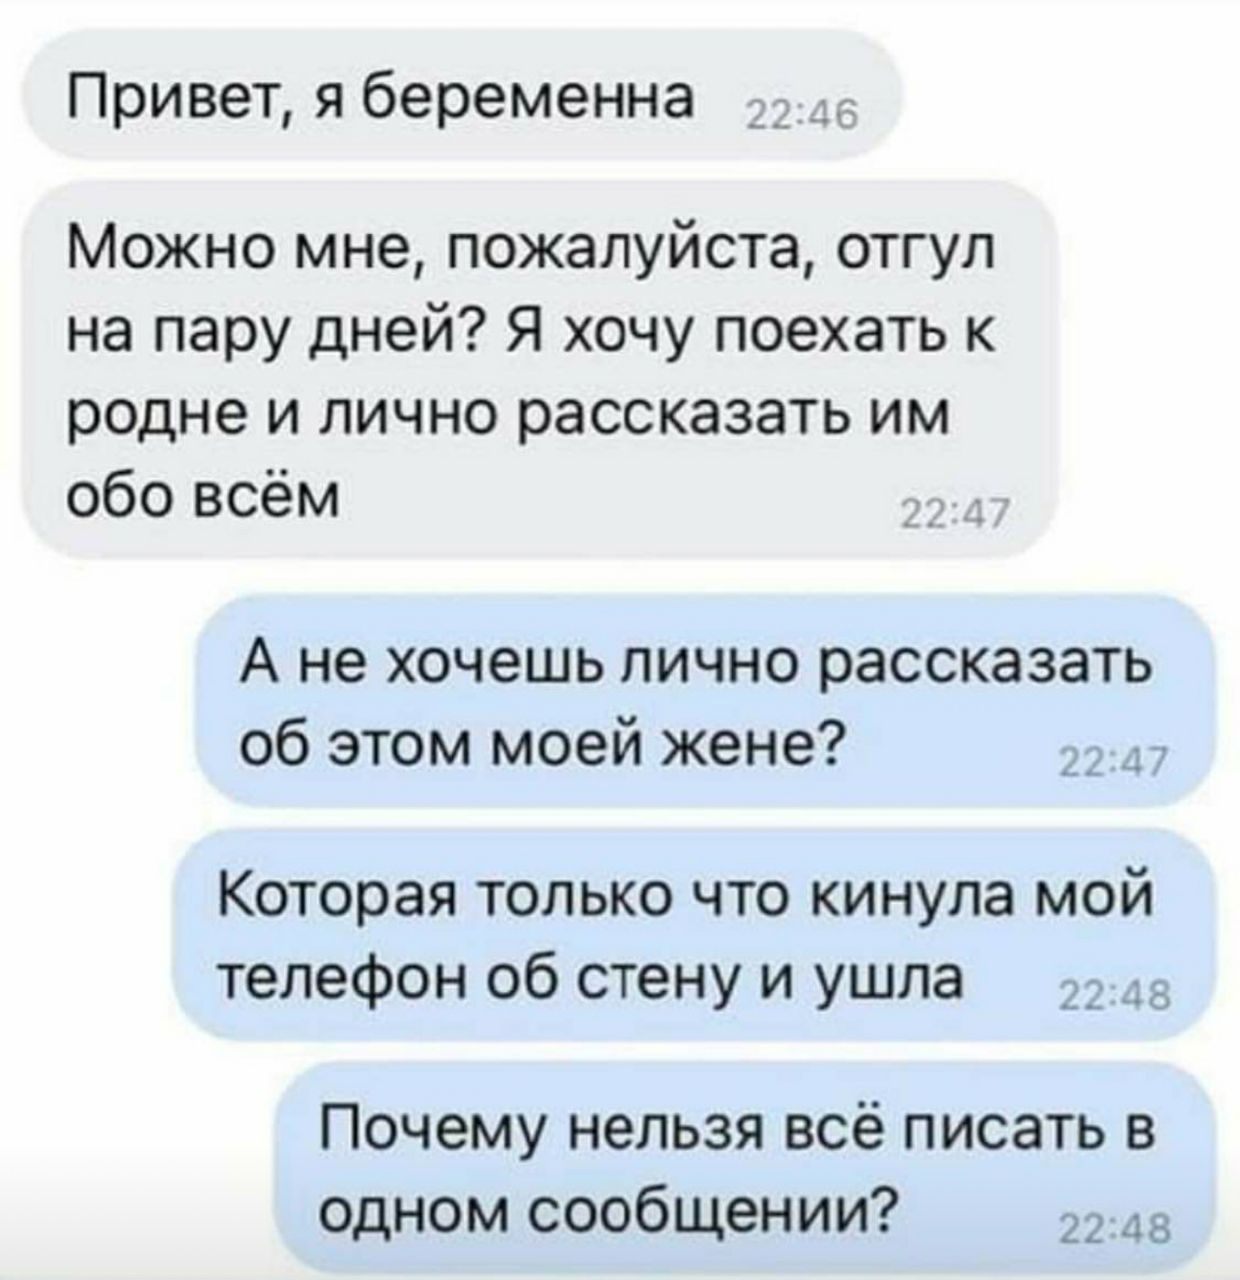 Привет, я беременна 22:46
Можно мне, пожалуйста, отгул
на пару дней? Я хочу поехать к
родне и лично рассказать им
обо всём 22:47
А не хочешь лично рассказать
об этом моей жене? 22:47
Которая только что кинула мой
телефон об стену и ушла 22:48
Почему нельзя всё писать в
одном сообщении? 22:48